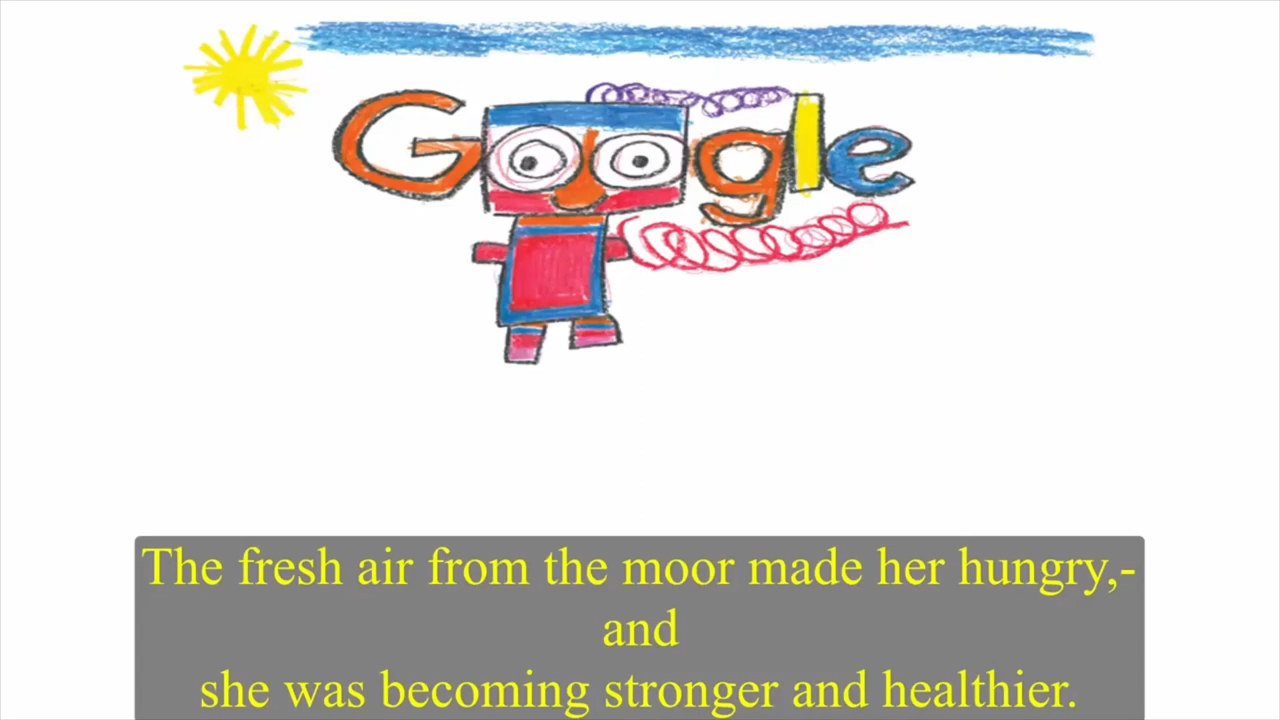 Google
The fresh air from the moor made her hungry,-
and
she was becoming stronger and healthier.